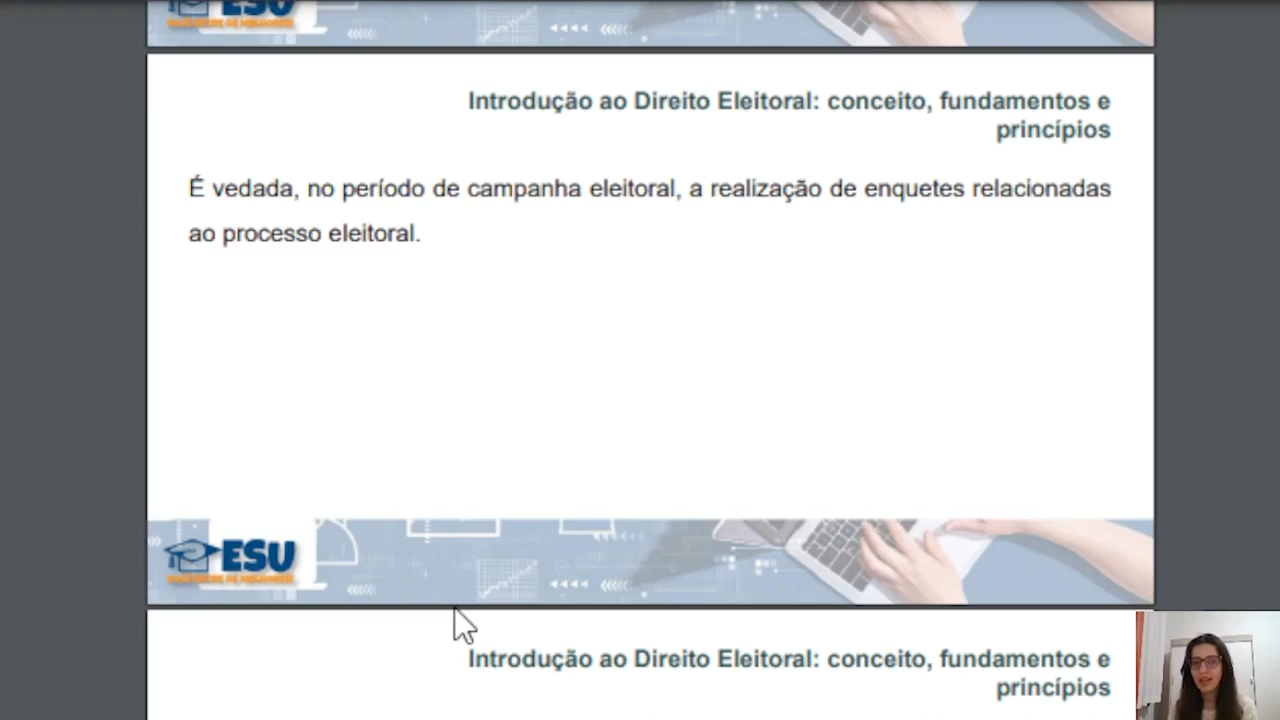 ESU
Introdução ao Direito Eleitoral: conceito, fundamentos e
princípios
É vedada, no período de campanha eleitoral, a realização de enquetes relacionadas
ao processo eleitoral.
ESU
Introdução ao Direito Eleitoral: conceito, fundamentos e
princípios